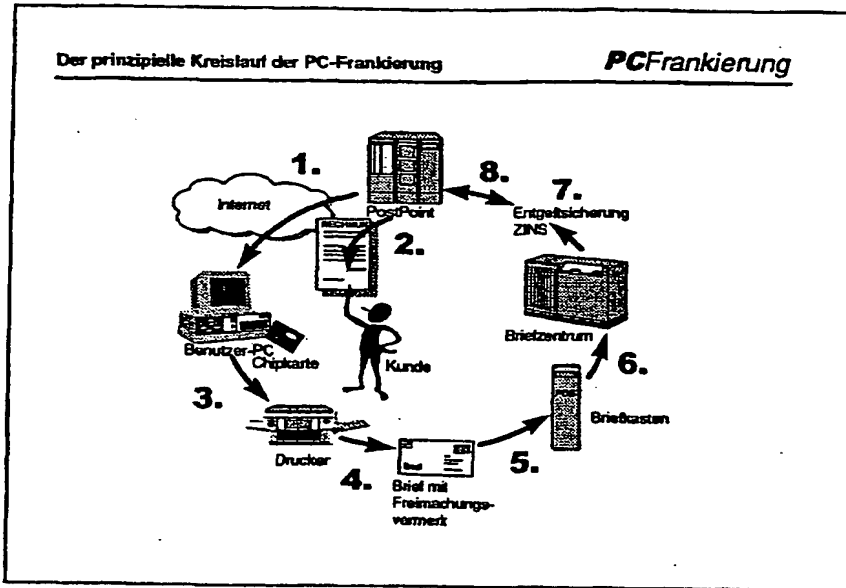 Der prinzipielle Kreislauf der PC-Frankierung
PCFrankierung
1.
Internet
PostPoint
8.
7.
Entgeltsicherung
ZINS
RECHNUNG
2.
Benutzer-PC
Chipkarte
Kunde
Briefzentrum
6.
3.
Briefkasten
Drucker
4.
Brief mit
Freimachungs-
vermerk
5.